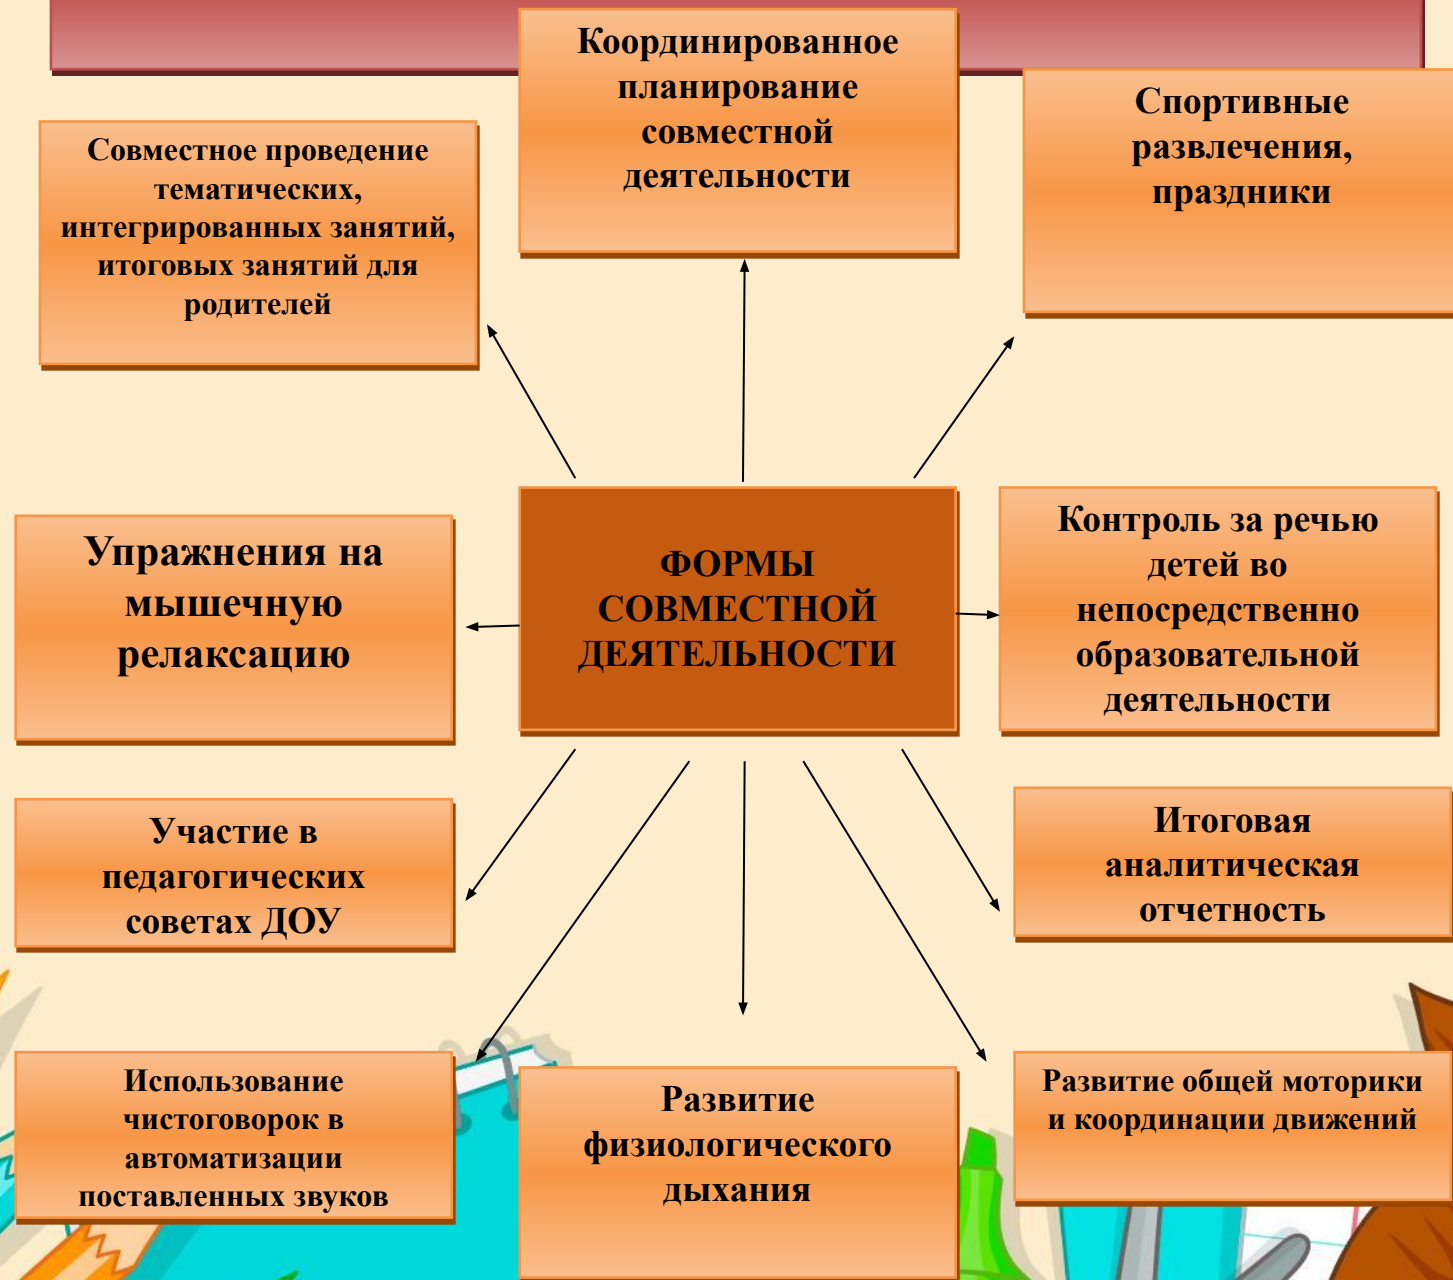 Координированное
планирование
совместной
деятельности
Спортивные
развлечения,
праздники
Совместное проведение
тематических,
интегрированных занятий,
итоговых занятий для
родителей
Упражнения на
мышечную
релаксацию
ФОРМЫ
СОВМЕСТНОЙ
ДЕЯТЕЛЬНОСТИ
Контроль за речью
детей во
непосредственно
образовательной
деятельности
Участие в
педагогических
советах ДОУ
Итоговая
аналитическая
отчетность
Использование
чистоговорок в
автоматизации
поставленных звуков
Развитие
физиологического
дыхания
Развитие общей моторики
и координации движений